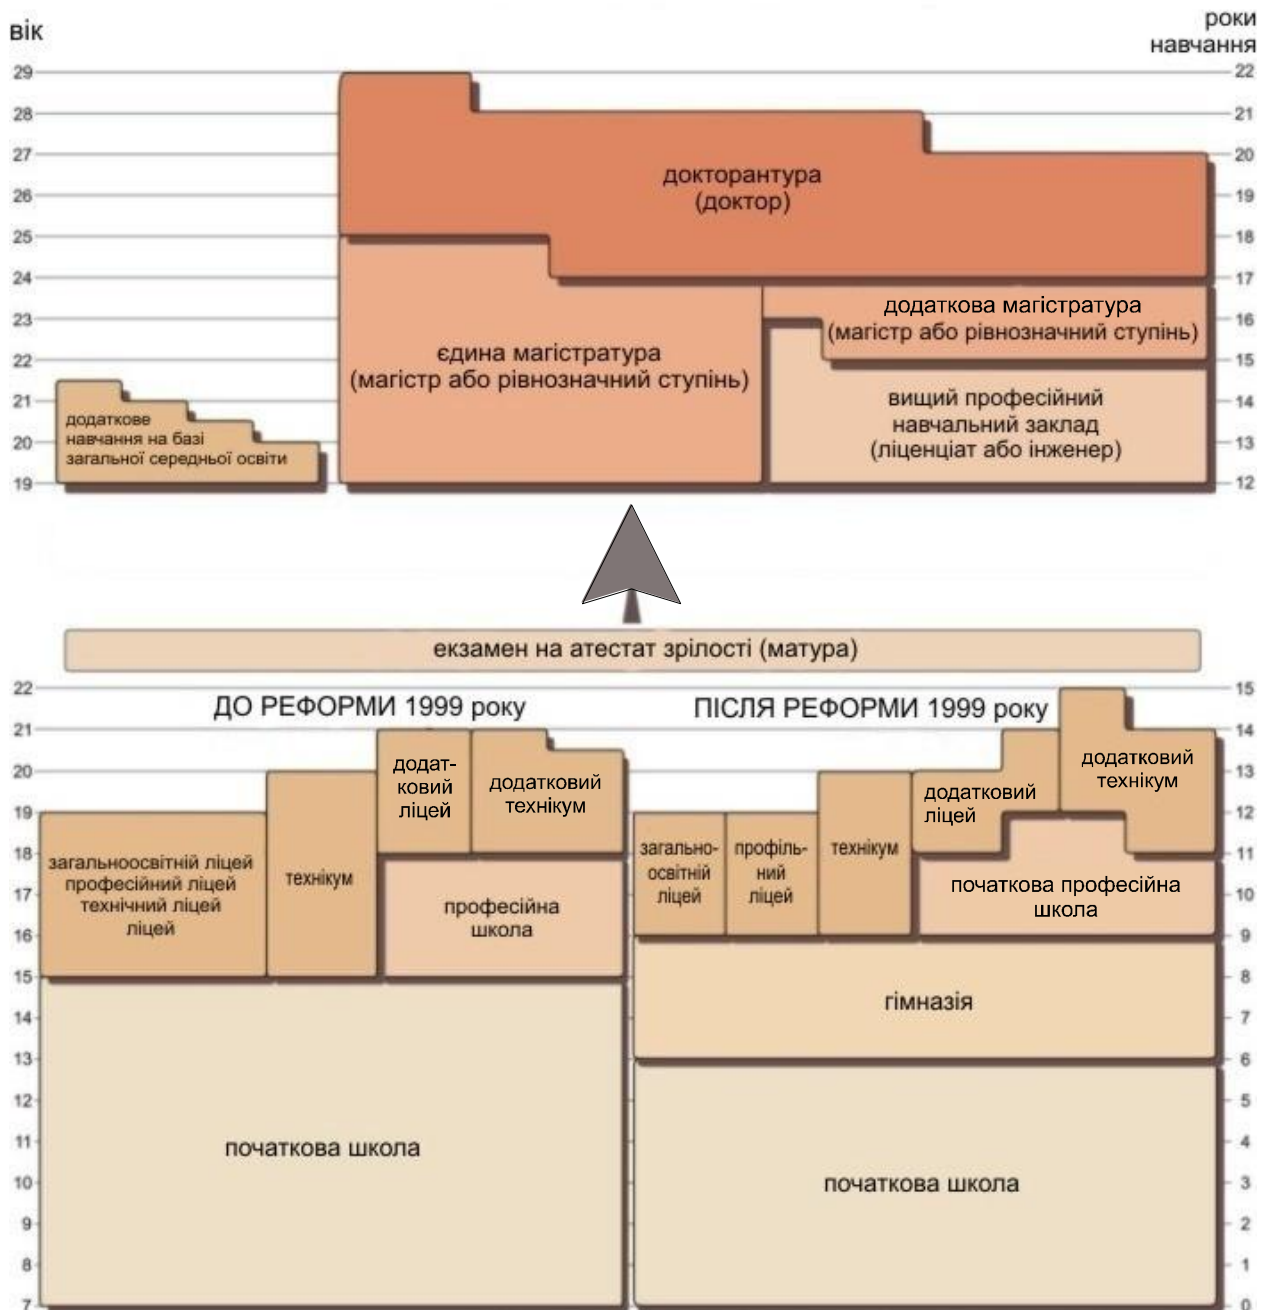 вік
роки
навчання
29
22
28
21
27
20
26
19
25
18
24
17
23
16
22
15
21
14
20
13
19
12
докторантура
(доктор)
додаткова магістратура
(магістр або рівнозначний ступінь)
єдина магістратура
(магістр або рівнозначний ступінь)
вищий професійний
навчальний заклад
(ліценціат або інженер)
додаткове
навчання на базі
загальної середньої освіти
екзамен на атестат зрілості (матура)
ДО РЕФОРМИ 1999 року
ПІСЛЯ РЕФОРМИ 1999 року
22
15
21
14
20
13
19
12
18
11
17
10
16
9
15
8
14
7
13
6
12
5
11
4
10
3
9
2
8
1
7
0
загальноосвітній ліцей
професійний ліцей
технічний ліцей
ліцей
технікум
додат-
ковий
ліцей
додатковий
технікум
професійна
школа
початкова школа
загально-
освітній
ліцей
профіль-
ний
ліцей
технікум
додатковий
ліцей
додатковий
технікум
початкова професійна
школа
гімназія
початкова школа